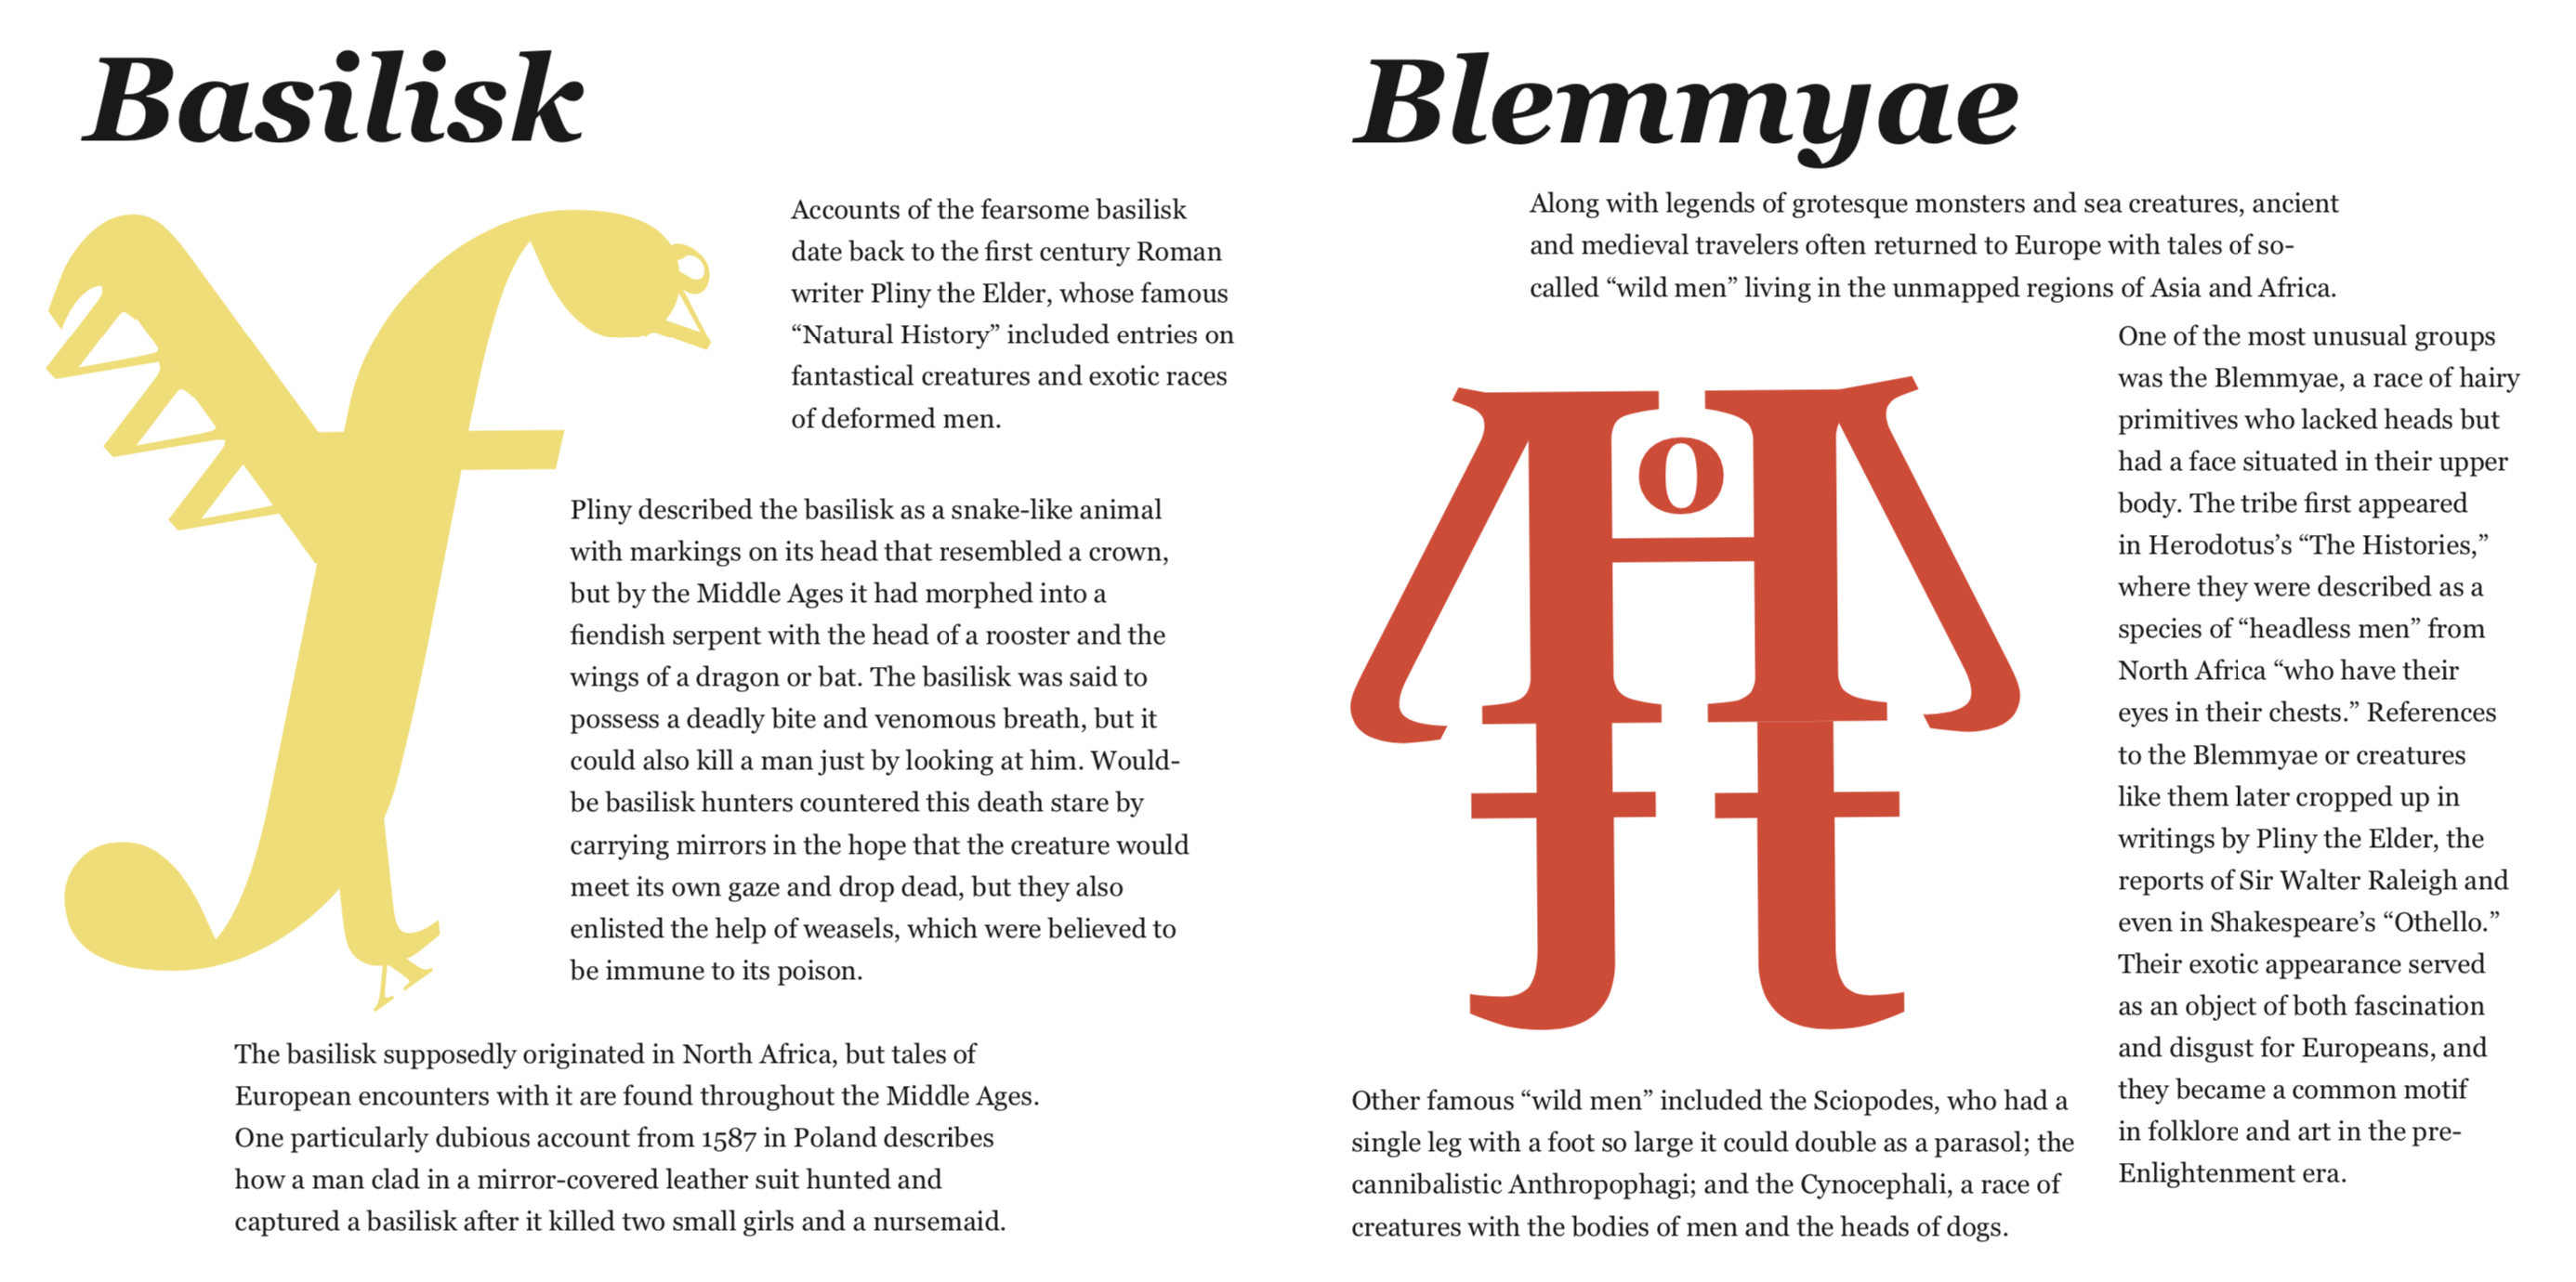 Basilisk
Accounts of the fearsome basilisk
date back to the first century Roman
writer Pliny the Elder, whose famous
“Natural History” included entries on
fantastical creatures and exotic races
of deformed men.
Pliny described the basilisk as a snake-like animal
with markings on its head that resembled a crown,
but by the Middle Ages it had morphed into a
fiendish serpent with the head of a rooster and the
wings of a dragon or bat. The basilisk was said to
possess a deadly bite and venomous breath, but it
could also kill a man just by looking at him. Would-
be basilisk hunters countered this death stare by
carrying mirrors in the hope that the creature would
meet its own gaze and drop dead, but they also
enlisted the help of weasels, which were believed to
be immune to its poison.
The basilisk supposedly originated in North Africa, but tales of
European encounters with it are found throughout the Middle Ages.
One particularly dubious account from 1587 in Poland describes
how a man clad in a mirror-covered leather suit hunted and
captured a basilisk after it killed two small girls and a nursemaid.
Blemmyae
Along with legends of grotesque monsters and sea creatures, ancient
and medieval travelers often returned to Europe with tales of so-
called “wild men” living in the unmapped regions of Asia and Africa.
One of the most unusual groups
was the Blemmyae, a race of hairy
primitives who lacked heads but
had a face situated in their upper
body. The tribe first appeared
in Herodotus’s “The Histories,”
where they were described as a
species of “headless men” from
North Africa “who have their
eyes in their chests.” References
to the Blemmyae or creatures
like them later cropped up in
writings by Pliny the Elder, the
reports of Sir Walter Raleigh and
even in Shakespeare’s “Othello.”
Their exotic appearance served
as an object of both fascination
and disgust for Europeans, and
they became a common motif
in folklore and art in the pre-
Enlightenment era.
Other famous “wild men” included the Sciopodes, who had a
single leg with a foot so large it could double as a parasol; the
cannibalistic Anthropophagi; and the Cynocephali, a race of
creatures with the bodies of men and the heads of dogs.